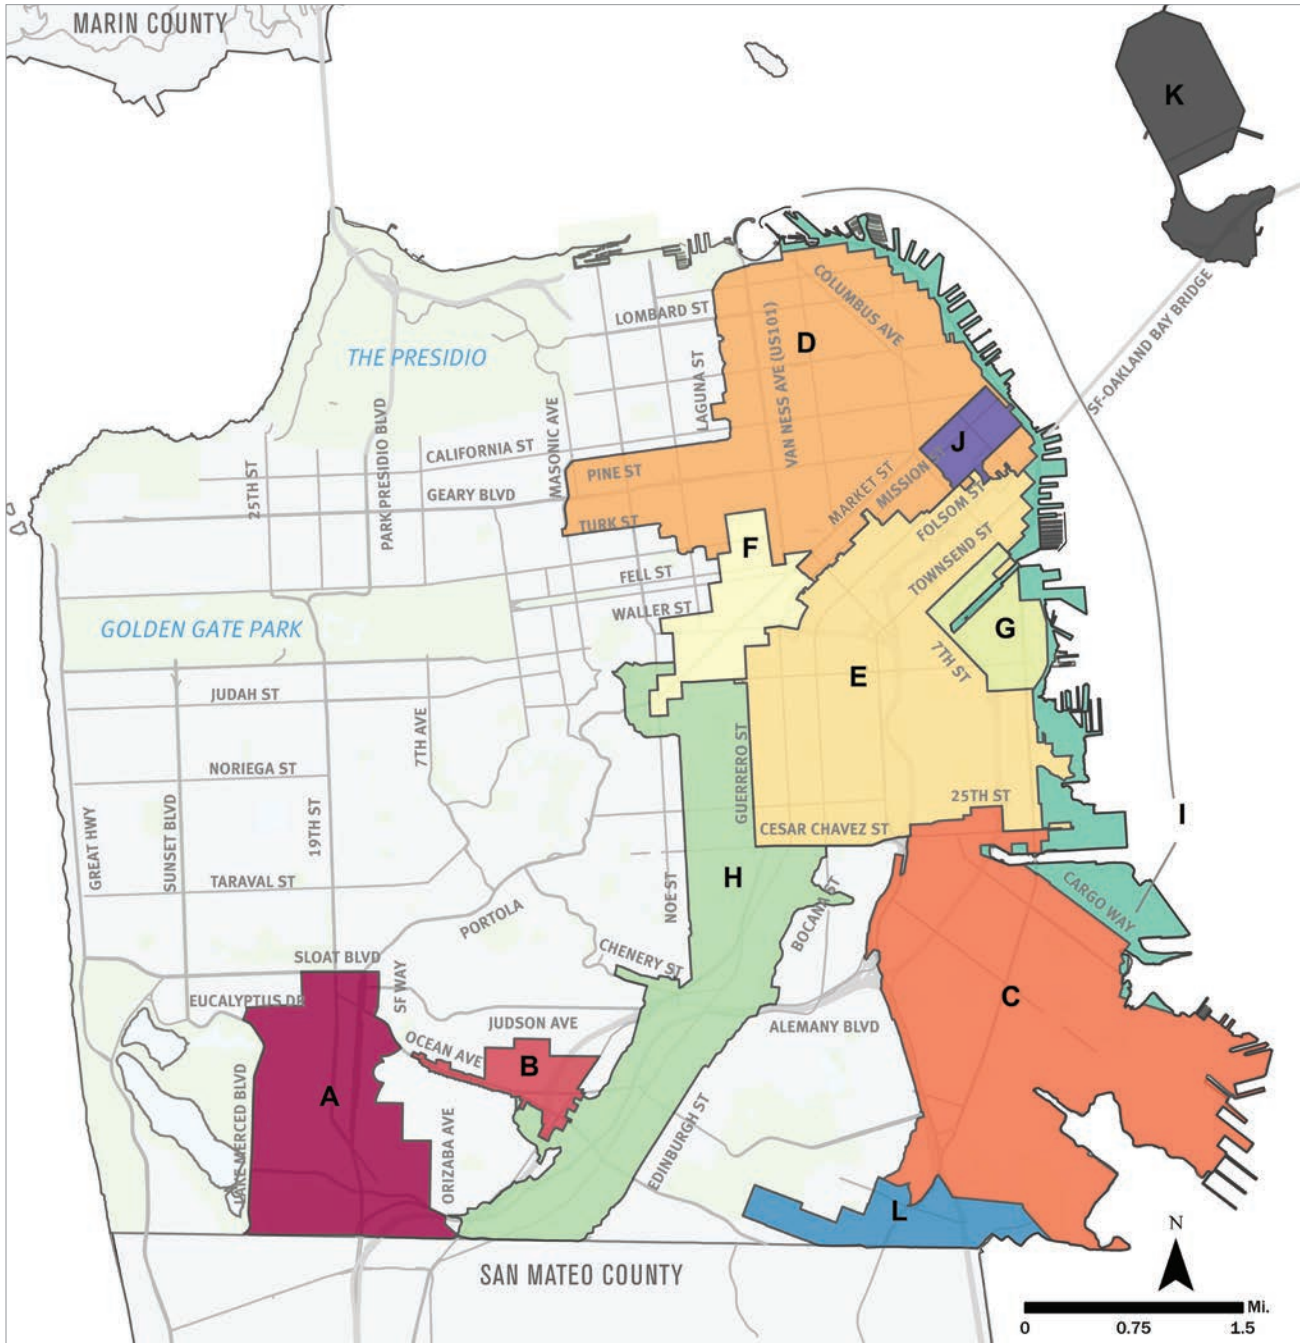 MARIN COUNTY
K
COLUMBUS AVE
LOMBARD ST
SF-OAKLAND BAY BRIDGE
D
THE PRESIDIO
VAN NESS AVE (US101)
LAGUNA ST
PARK PRESIDIO BLVD
MASONIC AVE
CALIFORNIA ST
J
25TH ST
PINE ST
MARKET ST
MISSION
GEARY BLVD
FOLSOM ST
TURK ST
F
TOWNSEND ST
FELL ST
WALLER ST
GOLDEN GATE PARK
G
7TH ST
E
JUDAH ST
7TH AVE
GUERRERO ST
NORIEGA ST
25TH ST
I
GREAT HWY
SUNSET BLVD
19TH ST
CESAR CHAVEZ ST
TARAVAL ST
H
NOE ST
CARGO WAY
PORTOLA
BOCANA ST
CHENERY ST
SLOAT BLVD
SF WAY
EUCALYPTUS DR
C
JUDSON AVE
ALEMANY BLVD
OCEAN AVE
B
A
LAKE MERCED BLVD
ORIZABA AVE
EDINBURGH ST
L
N
SAN MATEO COUNTY
Mi.
0 0.75 1.5